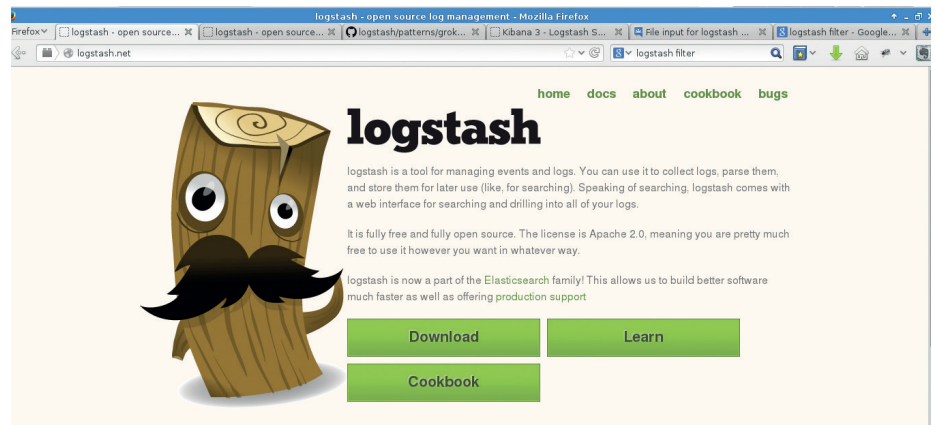 logstash - open source log management - Mozilla Firefox
Firefox
logstash - open source...
logstash - open source...
logstash/patterns/grok...
Kibana 3 - Logstash S...
File input for logstash ...
logstash filter - Google...
logstash.net
logstash filter
home docs about cookbook bugs
logstash
logstash is a tool for managing events and logs. You can use it to collect logs, parse them,
and store them for later use (like, for searching). Speaking of searching, logstash comes with
a web interface for searching and drilling into all of your logs.
It is fully free and fully open source. The license is Apache 2.0, meaning you are pretty much
free to use it however you want in whatever way.
logstash is now a part of the Elasticsearch family! This allows us to build better software
much faster as well as offering production support
Download
Learn
Cookbook